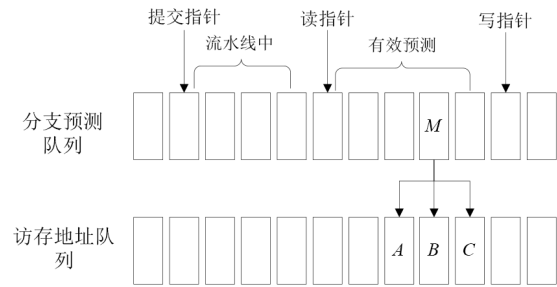 提交指针
读指针
写指针
流水线中
有效预测
分支预测
队列
M
访存地址队
列
A B C